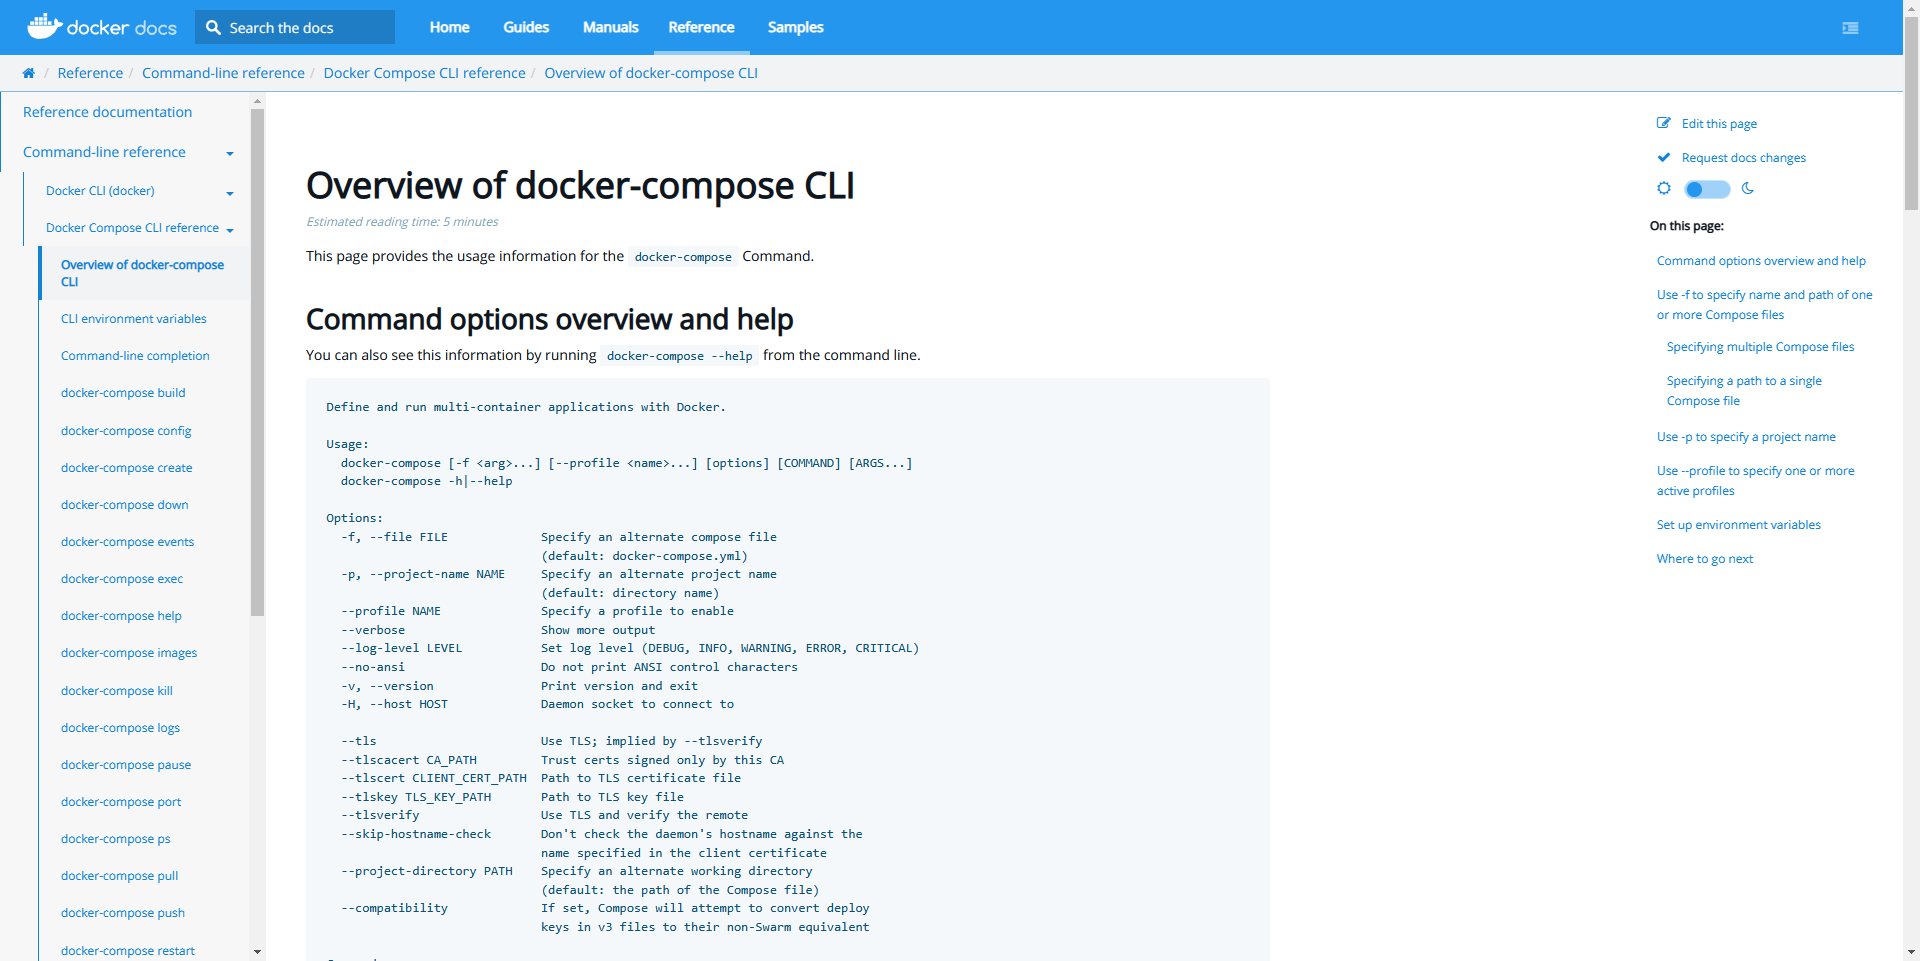 docker docs
Search the docs
Home
Guides
Manuals
Reference
Samples
Reference / Command-line reference / Docker Compose CLI reference / Overview of docker-compose CLI
Reference documentation
Command-line reference
Docker CLI (docker)
Docker Compose CLI reference
Overview of docker-compose
CLI
CLI environment variables
Command-line completion
docker-compose build
docker-compose config
docker-compose create
docker-compose down
docker-compose events
docker-compose exec
docker-compose help
docker-compose images
docker-compose kill
docker-compose logs
docker-compose pause
docker-compose port
docker-compose ps
docker-compose pull
docker-compose push
docker-compose restart
Overview of docker-compose CLI
Estimated reading time: 5 minutes
This page provides the usage information for the docker-compose Command.
Command options overview and help
You can also see this information by running docker-compose --help from the command line.
Define and run multi-container applications with Docker.
Usage:
docker-compose [-f <arg>...] [--profile <name>...] [options] [COMMAND] [ARGS...]
docker-compose -h|--help
Options:
-f, --file FILE Specify an alternate compose file
(default: docker-compose.yml)
-p, --project-name NAME Specify an alternate project name
(default: directory name)
--profile NAME Specify a profile to enable
--verbose Show more output
--log-level LEVEL Set log level (DEBUG, INFO, WARNING, ERROR, CRITICAL)
--no-ansi Do not print ANSI control characters
-v, --version Print version and exit
-H, --host HOST Daemon socket to connect to
--tls Use TLS; implied by --tlsverify
--tlscacert CA_PATH Trust certs signed only by this CA
--tlscert CLIENT_CERT_PATH Path to TLS certificate file
--tlskey TLS_KEY_PATH Path to TLS key file
--tlsverify Use TLS and verify the remote
--skip-hostname-check Don't check the daemon's hostname against the
name specified in the client certificate
--project-directory PATH Specify an alternate working directory
(default: the path of the Compose file)
--compatibility If set, Compose will attempt to convert deploy
keys in v3 files to their non-Swarm equivalent
Edit this page
Request docs changes
On this page:
Command options overview and help
Use -f to specify name and path of one
or more Compose files
Specifying multiple Compose files
Specifying a path to a single
Compose file
Use -p to specify a project name
Use --profile to specify one or more
active profiles
Set up environment variables
Where to go next